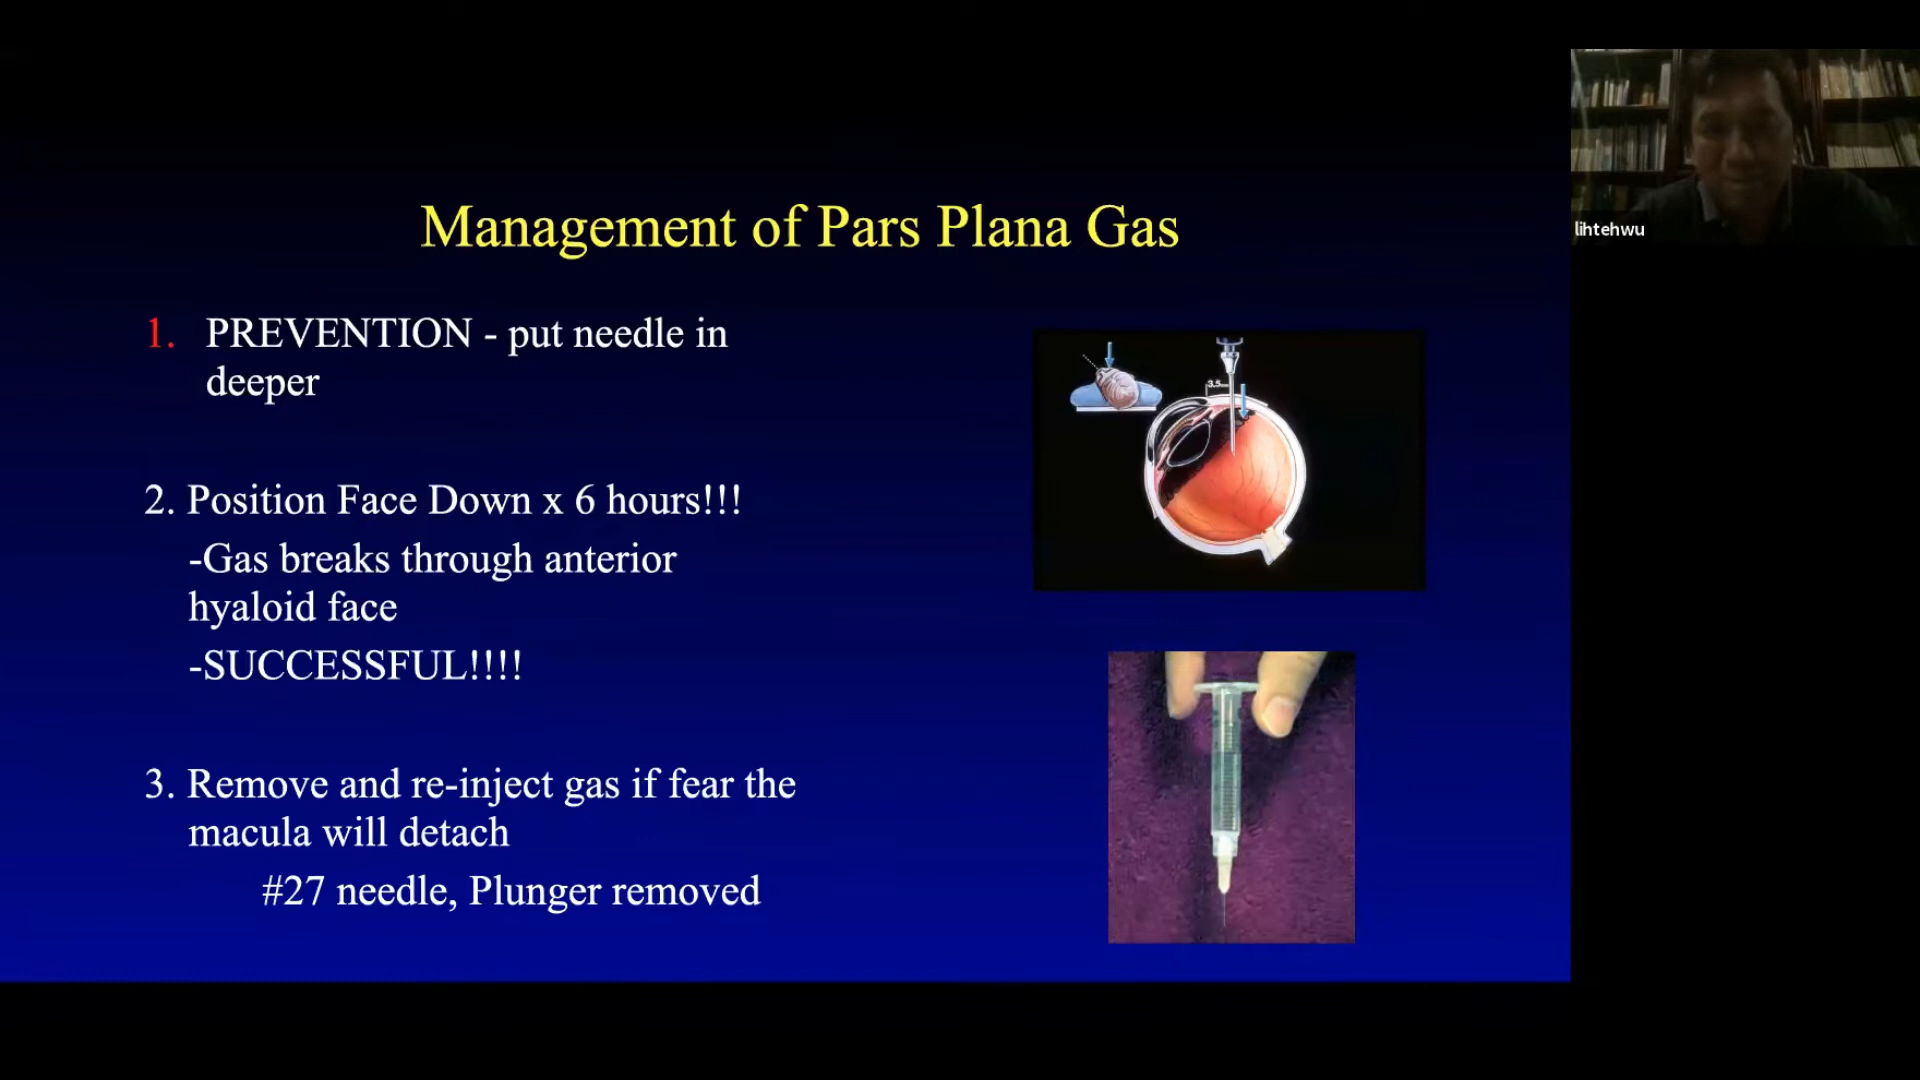 Management of Pars Plana Gas
1. PREVENTION - put needle in
deeper
2. Position Face Down x 6 hours!!!
-Gas breaks through anterior
hyaloid face
-SUCCESSFUL!!!!
3. Remove and re-inject gas if fear the
macula will detach
#27 needle, Plunger removed
3.5
lihtehwu